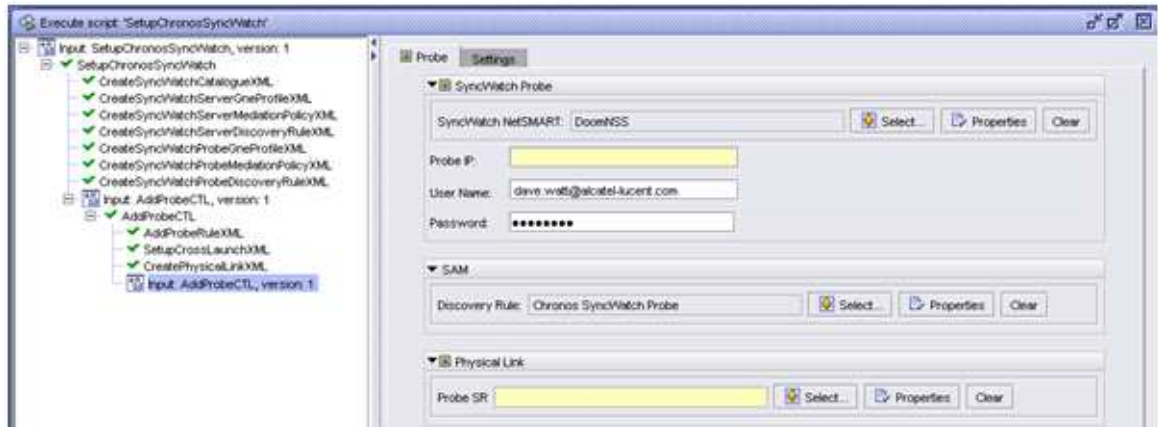 Execute script: 'SetupChronosSyncWatch'
Input: SetupChronosSyncWatch, version: 1
SetupChronosSyncWatch
CreateSyncWatchCatalogueXML
CreateSyncWatchServerGneProfileXML
CreateSyncWatchServerMediationPolicyXML
CreateSyncWatchServerDiscoveryRuleXML
CreateSyncWatchProbeGneProfileXML
CreateSyncWatchProbeMediationPolicyXML
CreateSyncWatchProbeDiscoveryRuleXML
Input: AddProbeCTL, version: 1
AddProbeCTL
AddProbeRuleXML
SetupCrossLaunchXML
CreatePhysicalLinkXML
Input: AddProbeCTL, version: 1
Probe Settings
SyncWatch Probe
SyncWatch NetSMART: DoomNSS Select... Properties Clear
Probe IP:
User Name: dave.watt@alcatel-lucent.com
Password: ••••••••
SAM
Discovery Rule: Chronos SyncWatch Probe Select... Properties Clear
Physical Link
Probe SR Select... Properties Clear